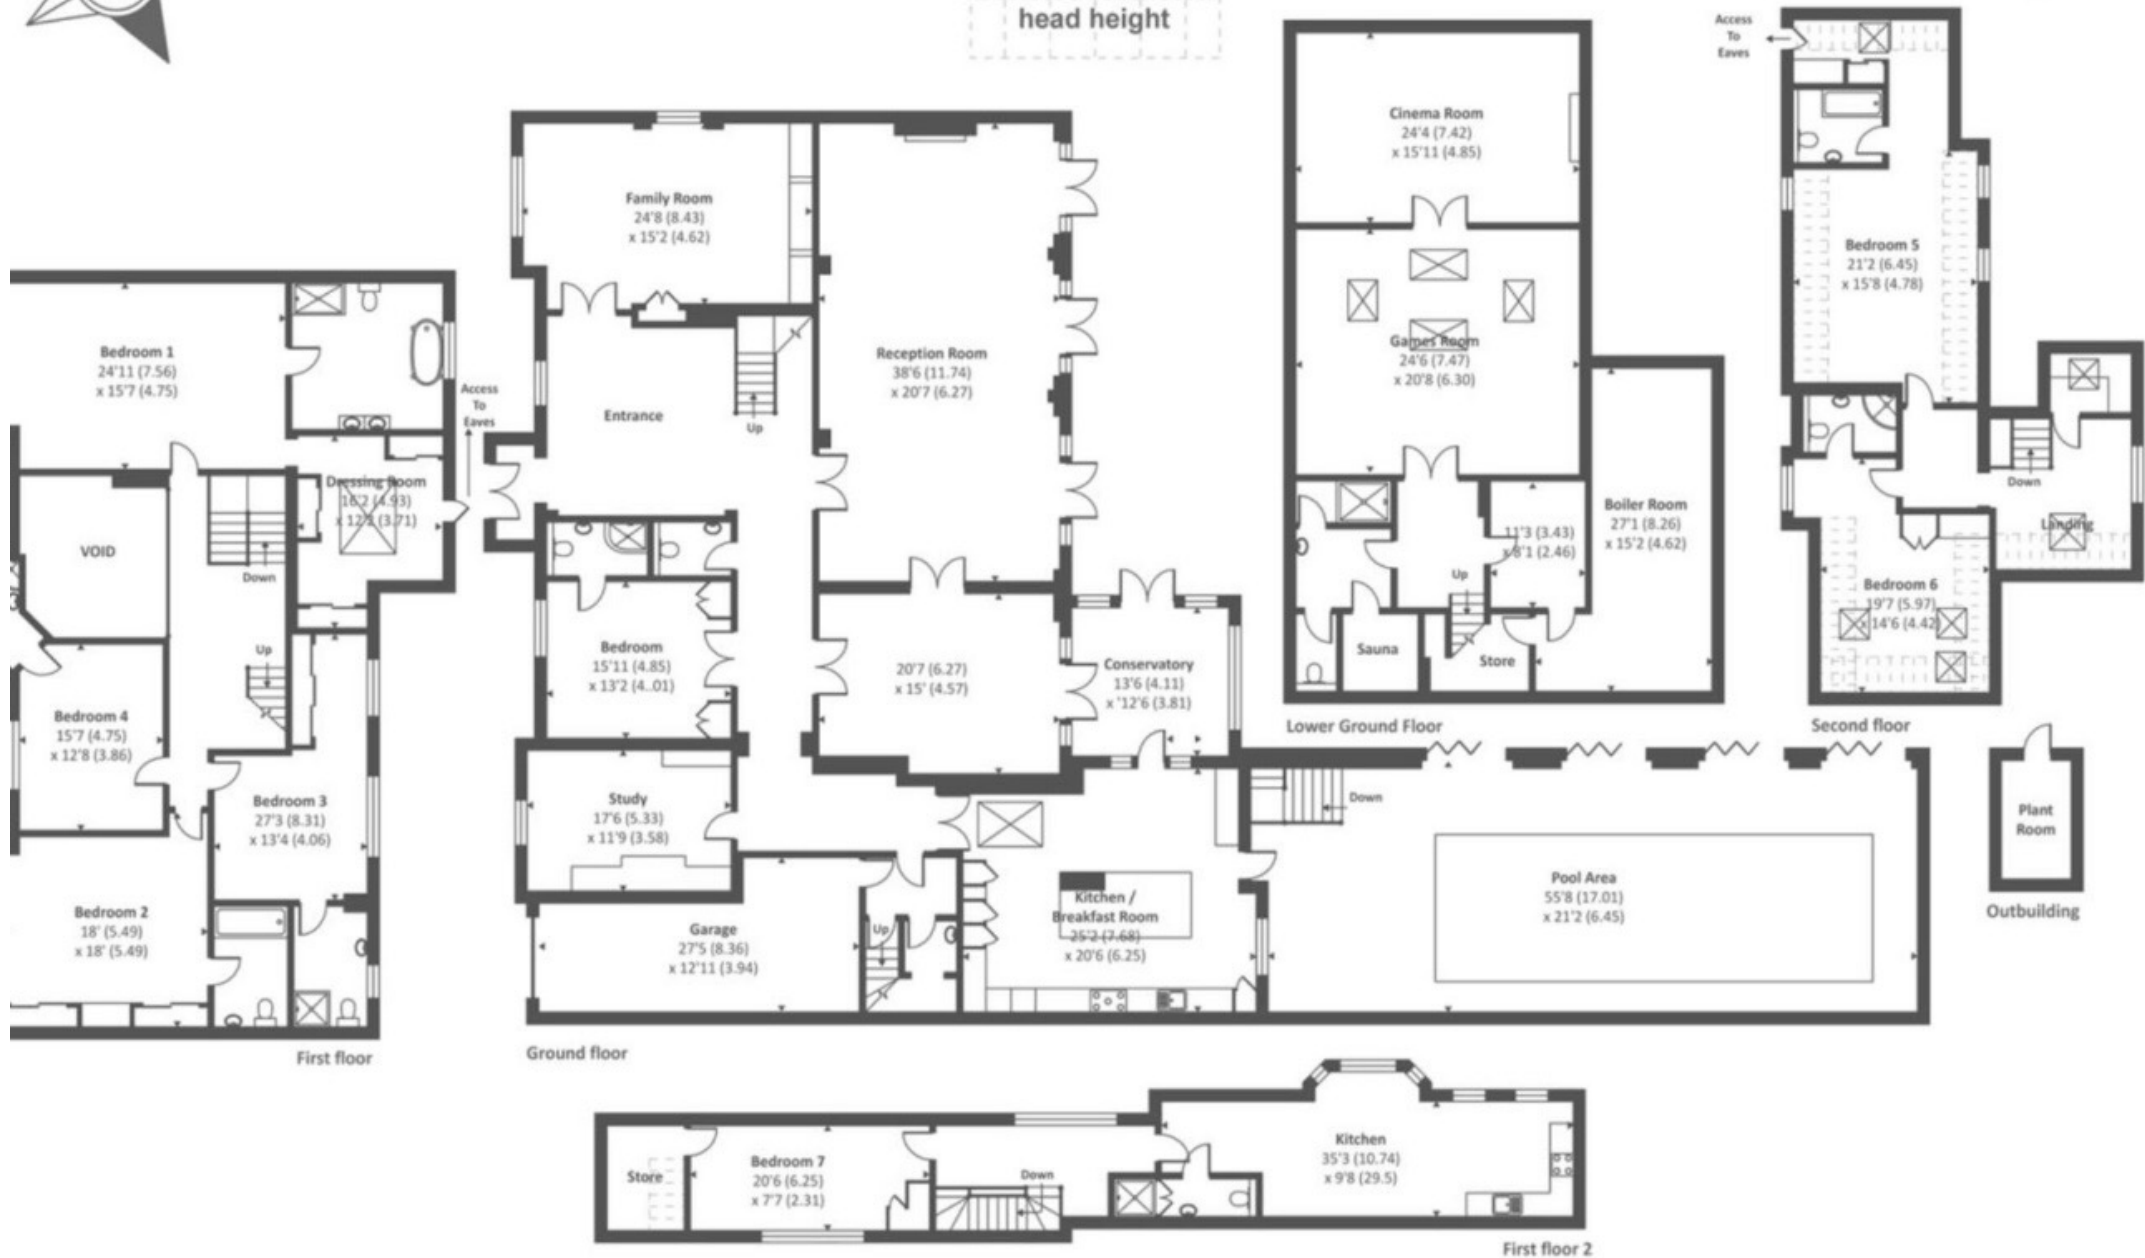 head height
Access
To
Eaves
Cinema Room
24'4 (7.42)
x 15'11 (4.85)
Family Room
24'8 (8.43)
x 15'2 (4.62)
Bedroom 5
21'2 (6.45)
x 15'8 (4.78)
Bedroom 1
24'11 (7.56)
x 15'7 (4.75)
Access
To
Eaves
Reception Room
38'6 (11.74)
x 20'7 (6.27)
Games Room
24'6 (7.47)
x 20'8 (6.30)
Entrance
Up
Dressing Room
16'2 (4.93)
x 12'2 (3.71)
Down
Boiler Room
27'1 (8.26)
x 15'2 (4.62)
11'3 (3.43)
x 8'1 (2.46)
Landing
VOID
Down
Up
Bedroom 6
19'7 (5.97)
x 14'6 (4.42)
Up
Bedroom
15'11 (4.85)
x 13'2 (4..01)
20'7 (6.27)
x 15' (4.57)
Conservatory
13'6 (4.11)
x '12'6 (3.81)
Sauna
Store
Bedroom 4
15'7 (4.75)
x 12'8 (3.86)
Lower Ground Floor
Second floor
Bedroom 3
27'3 (8.31)
x 13'4 (4.06)
Study
17'6 (5.33)
x 11'9 (3.58)
Down
Plant
Room
Pool Area
55'8 (17.01)
x 21'2 (6.45)
Kitchen /
Breakfast Room
25'2 (7.68)
x 20'6 (6.25)
Bedroom 2
18' (5.49)
x 18' (5.49)
Garage
27'5 (8.36)
x 12'11 (3.94)
Up
Outbuilding
First floor
Ground floor
Store
Bedroom 7
20'6 (6.25)
x 7'7 (2.31)
Down
Kitchen
35'3 (10.74)
x 9'8 (29.5)
First floor 2